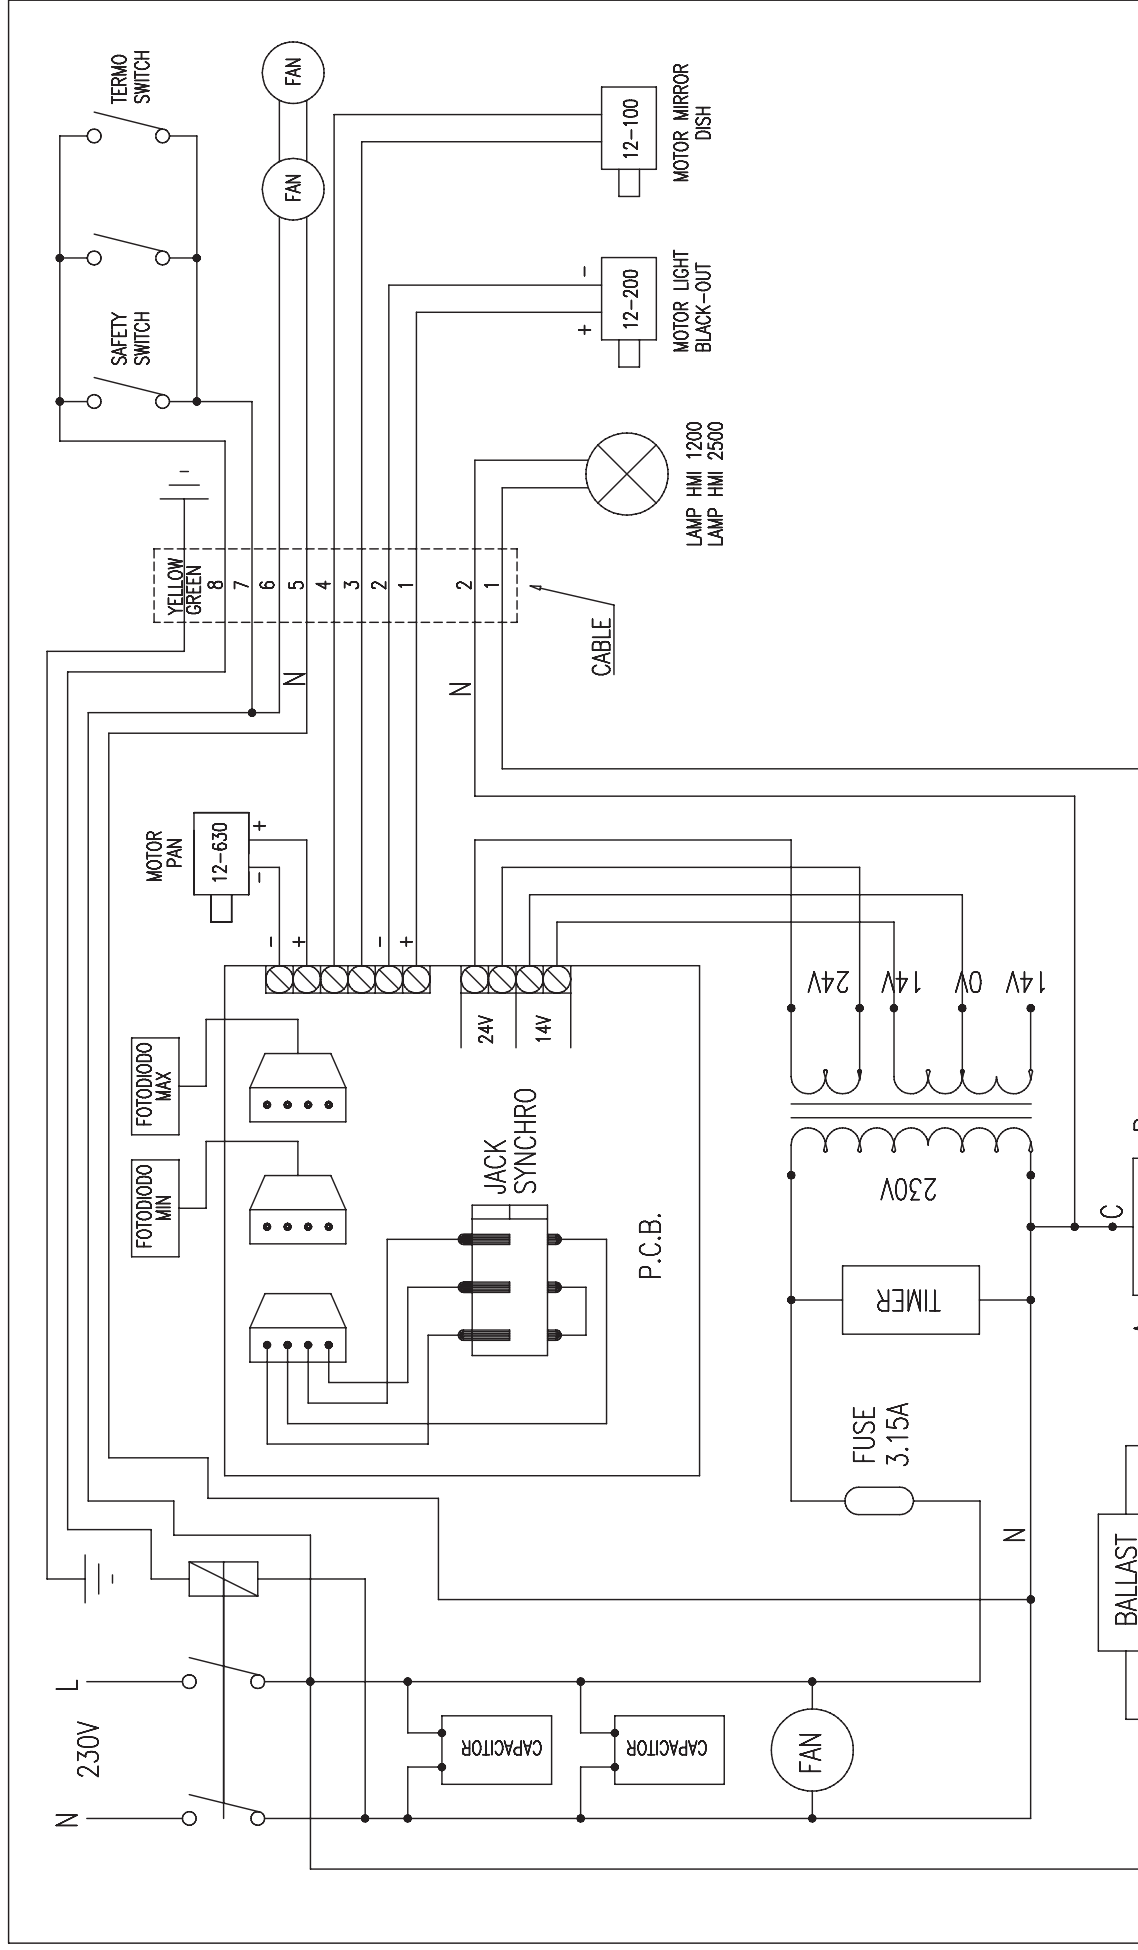 TERMO
SWITCH
SAFETY
SWITCH
FAN
FAN
12-100
MOTOR MIRROR
DISH
-
+
12-200
MOTOR LIGHT
BLACK-OUT
LAMP HMI 1200
LAMP HMI 2500
YELLOW
GREEN
8
7
6
5
4
3
2
1
2
1
CABLE
N
N
MOTOR
PAN
12-630
+
-
-
+
-
+
24V
14V
24V
14V
0V
14V
230V
FOTODIODO
MAX
FOTODIODO
MIN
JACK
SYNCHRO
P.C.B.
TIMER
C
FUSE
3.15A
N
BALLAST
L
230V
N
CAPACITOR
CAPACITOR
FAN